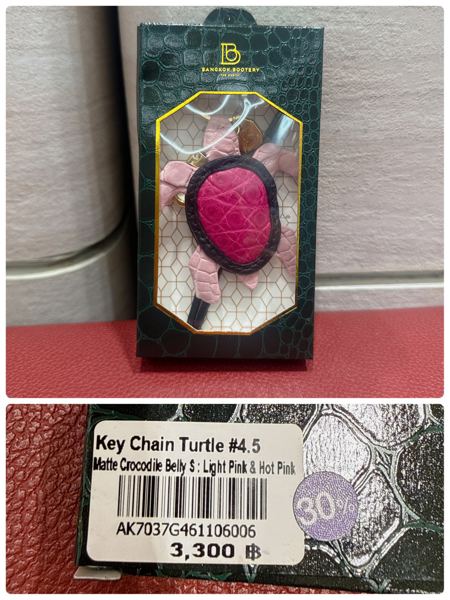 B
BANGKOK BOOTERY
Key Chain Turtle #4.5
Matte Crocodile Belly S : Light Pink & Hot Pink
30%
AK7037G461106006
3,300 ฿